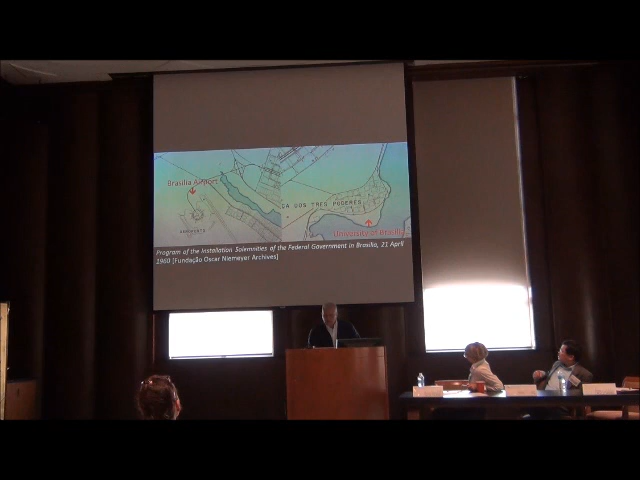 Brasília Airport
AEROPORTO
ÇA DOS TRES PODERES
University of Brasília
Program of the Installation Solemnities of the Federal Government in Brasília, 21 April
1960 [Fundação Oscar Niemeyer Archives]